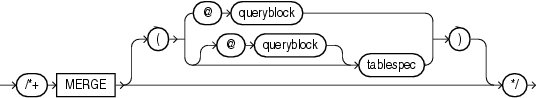 @ queryblock
( @ queryblock tablespec )
/*+ MERGE */